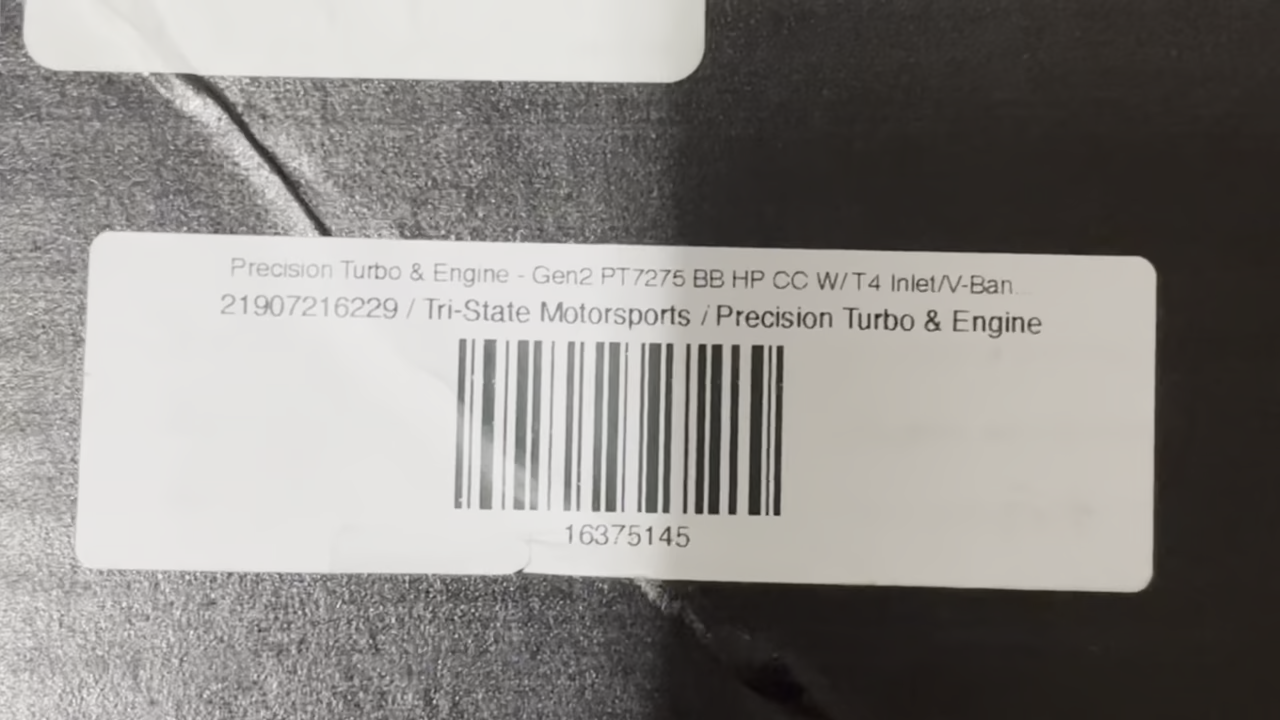 Precision Turbo & Engine - Gen2 PT7275 BB HP CC W/T4 Inlet/V-Ban...
21907216229 / Tri-State Motorsports / Precision Turbo & Engine
16375145